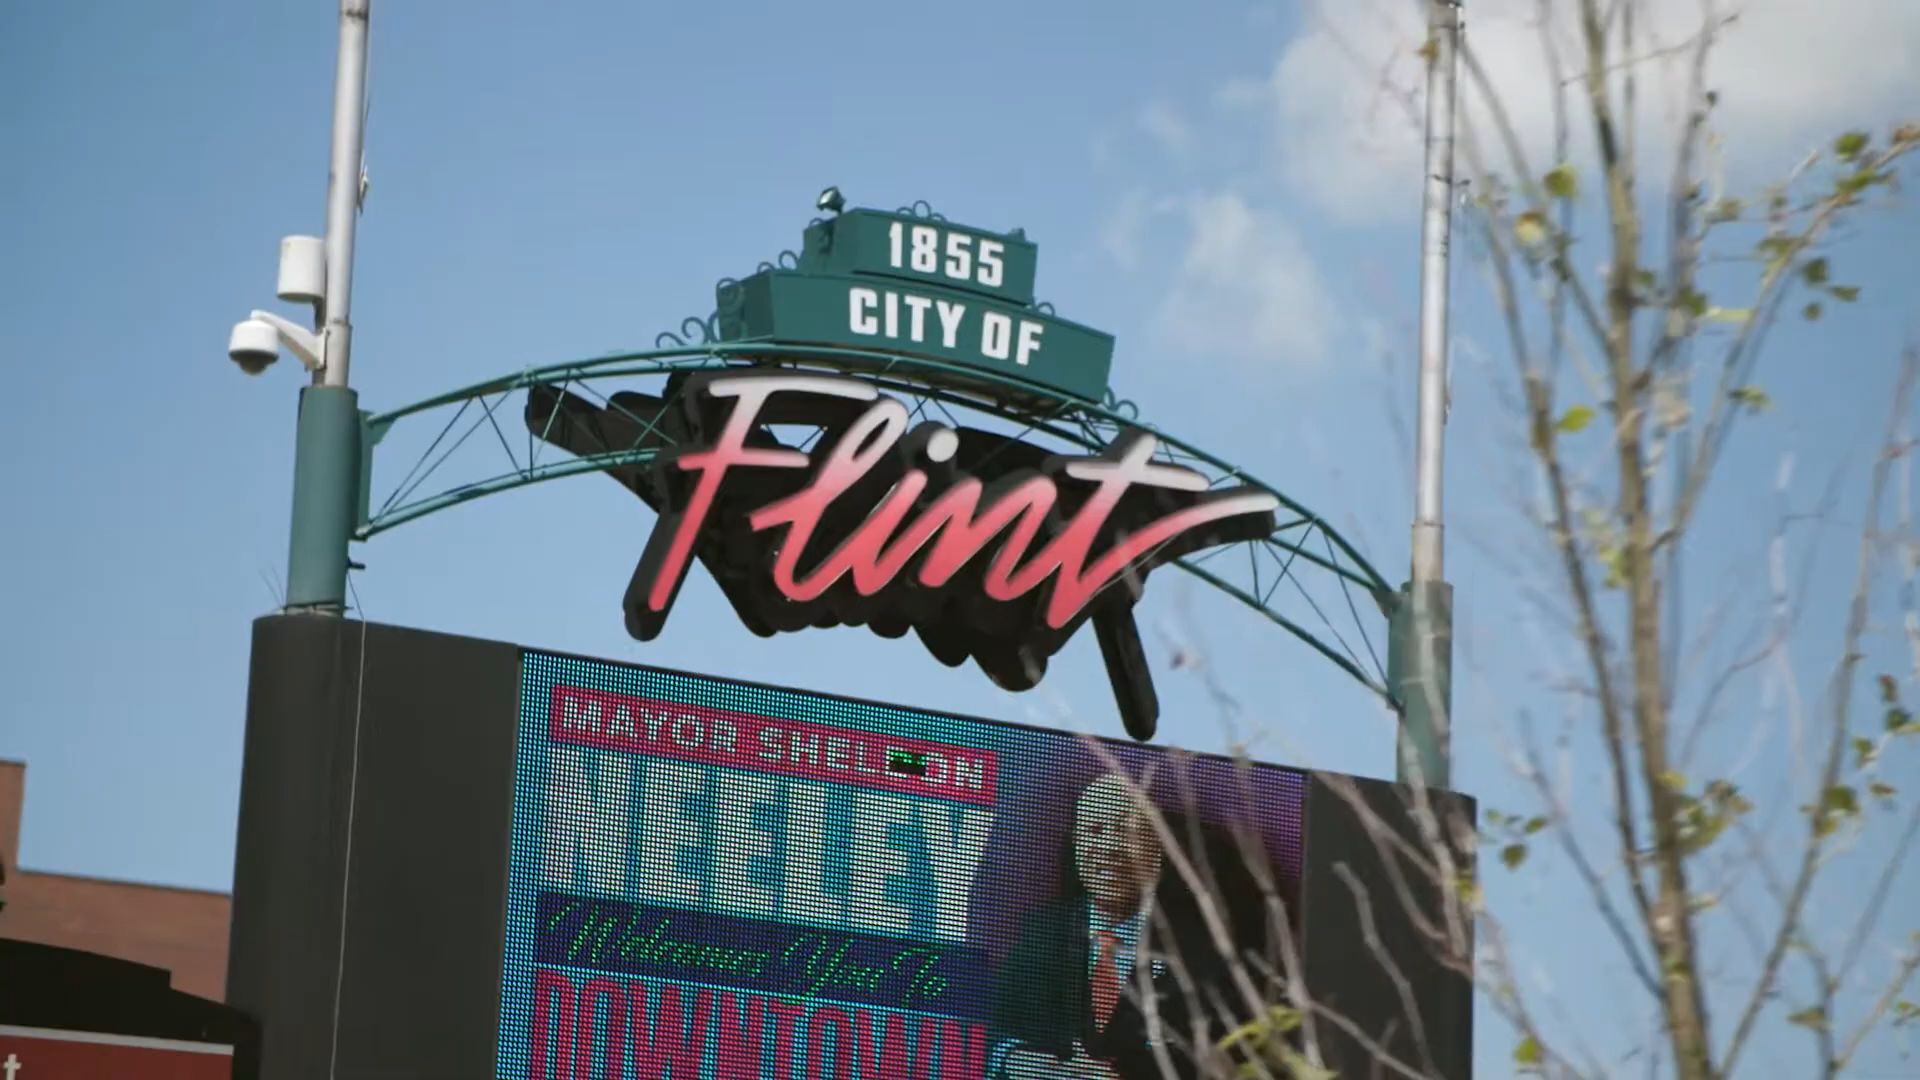 1855
CITY OF
Flint
MAYOR SHELDON
NEELEY
Welcomes You To
DOWNTOWN
t